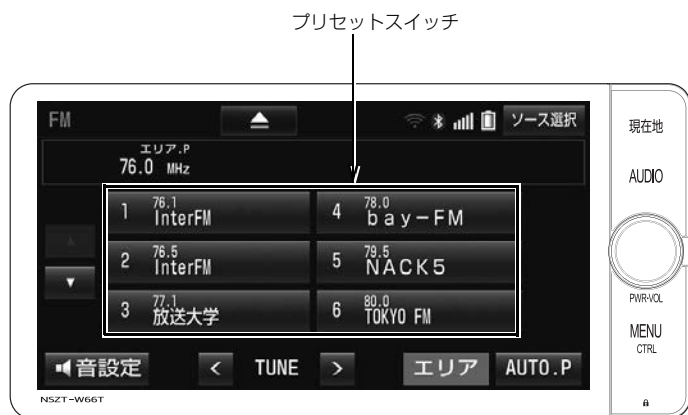 プリセットスイッチ
FM
ソース選択
エリア.P
76.0 MHz
1 76.1 InterFM
4 78.0 bay-FM
2 76.5 InterFM
5 79.5 NACK5
3 77.1 放送大学
6 80.0 TOKYO FM
音設定
< TUNE >
エリア
AUTO.P
NSZT-W66T
現在地
AUDIO
PWR·VOL
MENU
CTRL